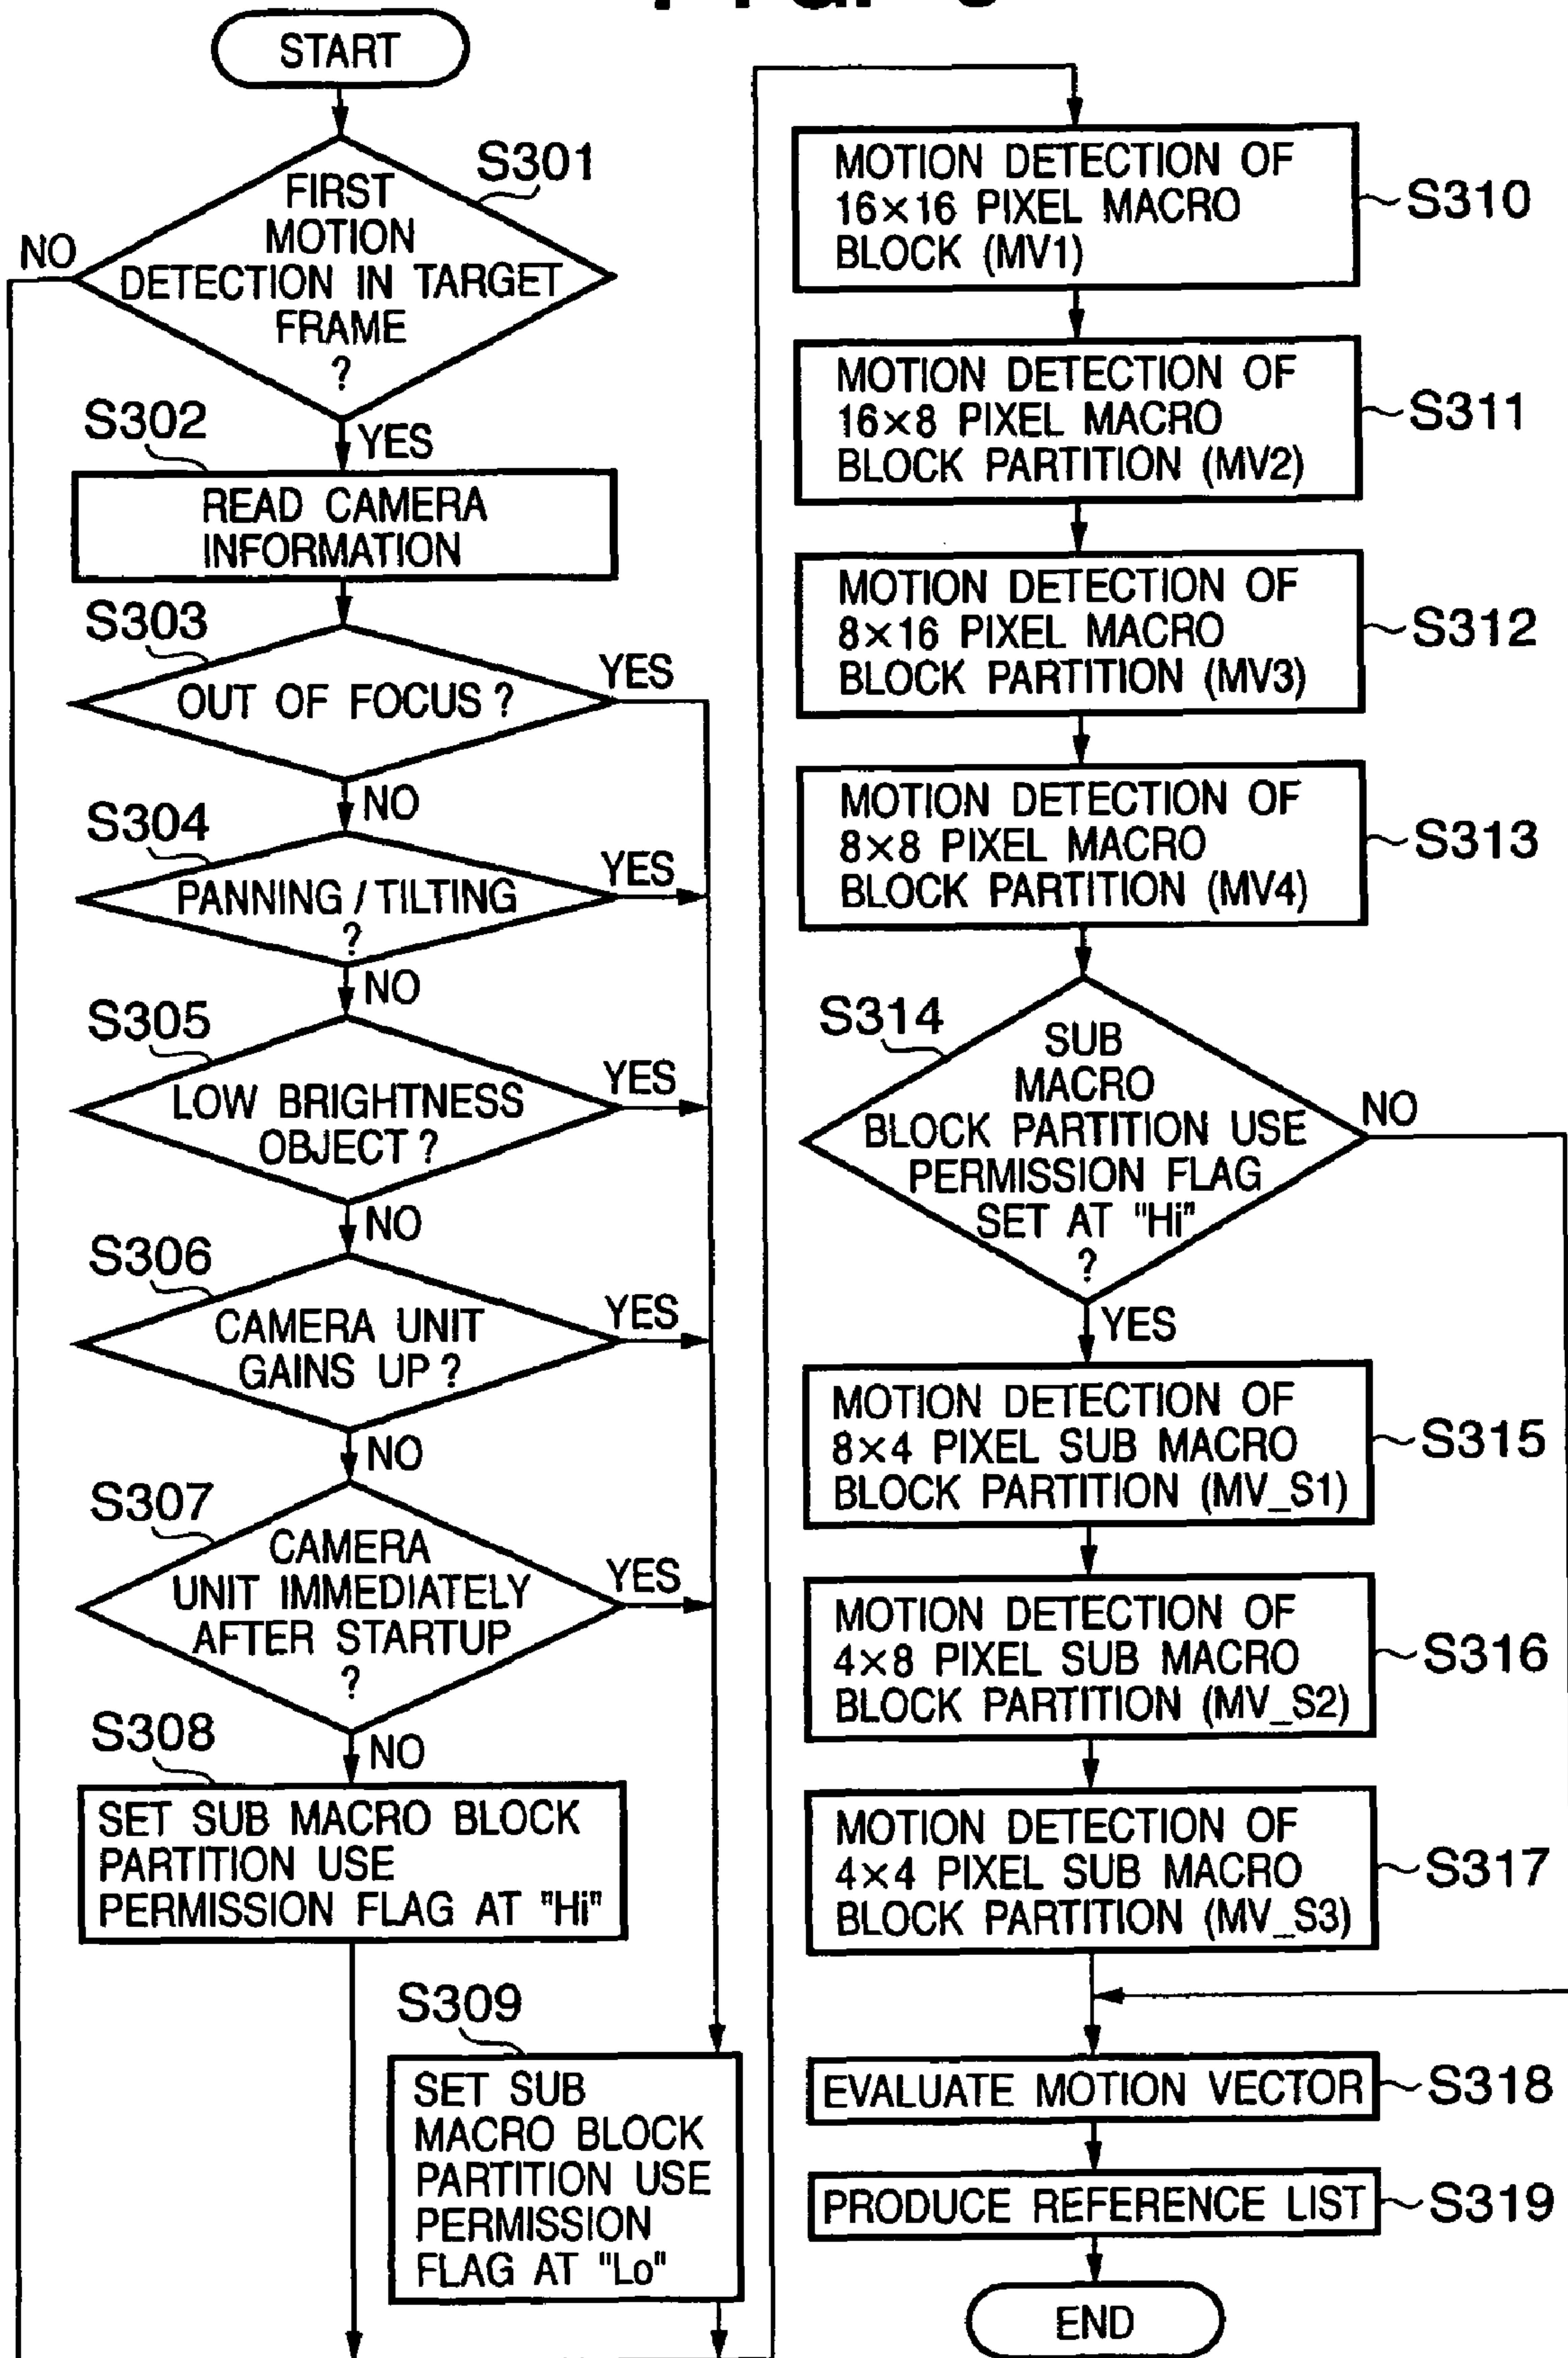 START
S301
FIRST
MOTION
DETECTION IN TARGET
FRAME
?
NO
YES
S302
READ CAMERA
INFORMATION
S303
OUT OF FOCUS ?
YES
NO
S304
PANNING / TILTING
?
YES
NO
S305
LOW BRIGHTNESS
OBJECT ?
YES
NO
S306
CAMERA UNIT
GAINS UP ?
YES
NO
S307
CAMERA
UNIT IMMEDIATELY
AFTER STARTUP
?
YES
NO
S308
SET SUB MACRO BLOCK
PARTITION USE
PERMISSION FLAG AT "Hi"
S309
SET SUB
MACRO BLOCK
PARTITION USE
PERMISSION
FLAG AT "Lo"
MOTION DETECTION OF
16×16 PIXEL MACRO
BLOCK (MV1)
S310
MOTION DETECTION OF
16×8 PIXEL MACRO
BLOCK PARTITION (MV2)
S311
MOTION DETECTION OF
8×16 PIXEL MACRO
BLOCK PARTITION (MV3)
S312
MOTION DETECTION OF
8×8 PIXEL MACRO
BLOCK PARTITION (MV4)
S313
S314
SUB
MACRO
BLOCK PARTITION USE
PERMISSION FLAG
SET AT "Hi"
?
NO
YES
MOTION DETECTION OF
8×4 PIXEL SUB MACRO
BLOCK PARTITION (MV_S1)
S315
MOTION DETECTION OF
4×8 PIXEL SUB MACRO
BLOCK PARTITION (MV_S2)
S316
MOTION DETECTION OF
4×4 PIXEL SUB MACRO
BLOCK PARTITION (MV_S3)
S317
EVALUATE MOTION VECTOR
S318
PRODUCE REFERENCE LIST
S319
END